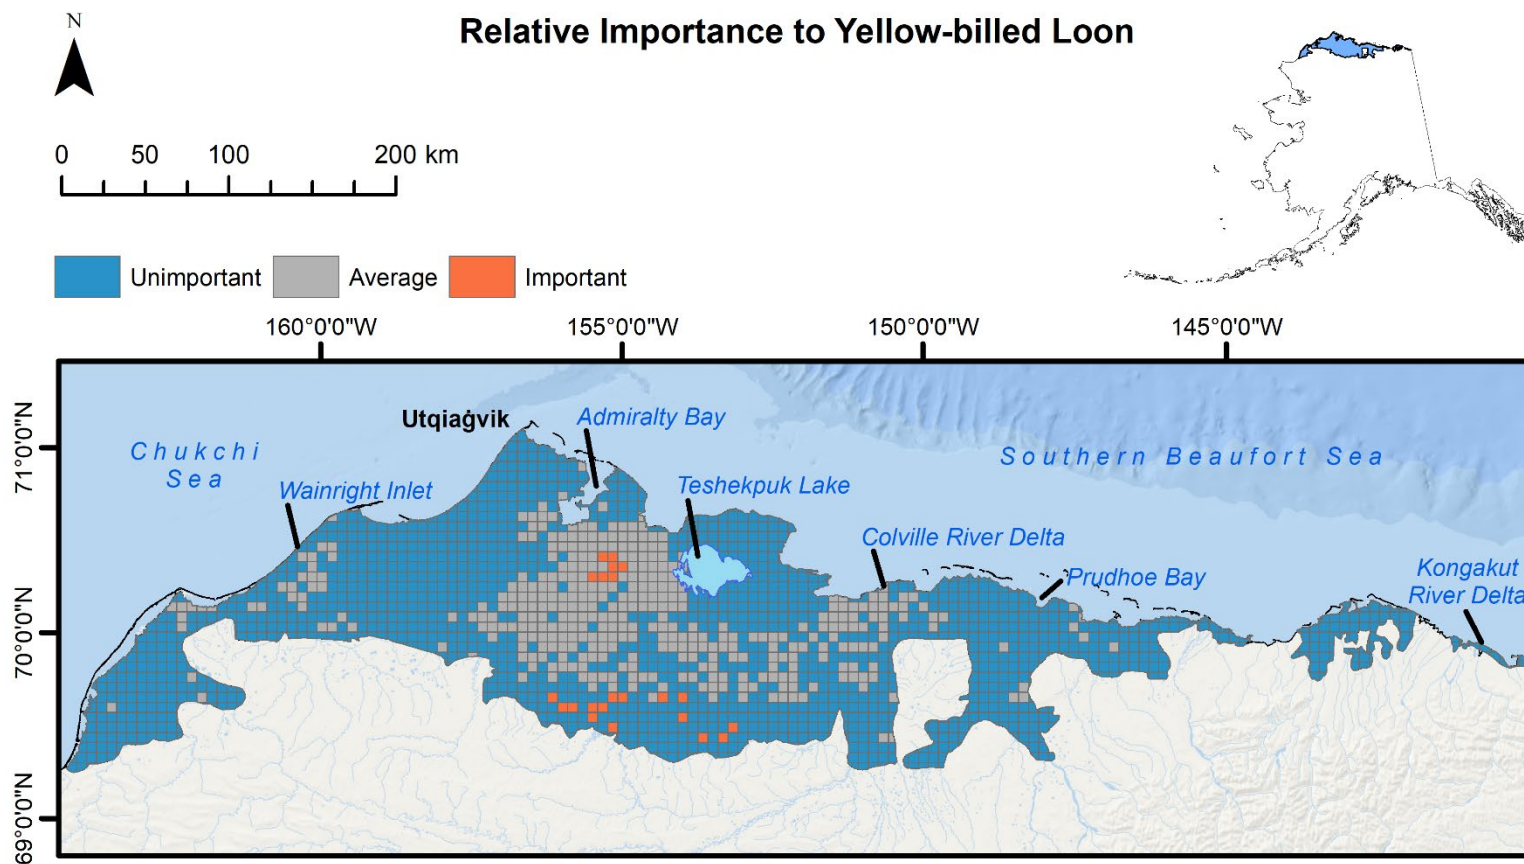 N
Relative Importance to Yellow-billed Loon
0 50 100 200 km
Unimportant Average Important
160°0'0"W 155°0'0"W 150°0'0"W 145°0'0"W
71°0'0"N
70°0'0"N
69°0'0"N
Utqiaġvik
Admiralty Bay
Chukchi
Sea
Southern Beaufort Sea
Wainright Inlet
Teshekpuk Lake
Colville River Delta
Prudhoe Bay
Kongakut
River Delta